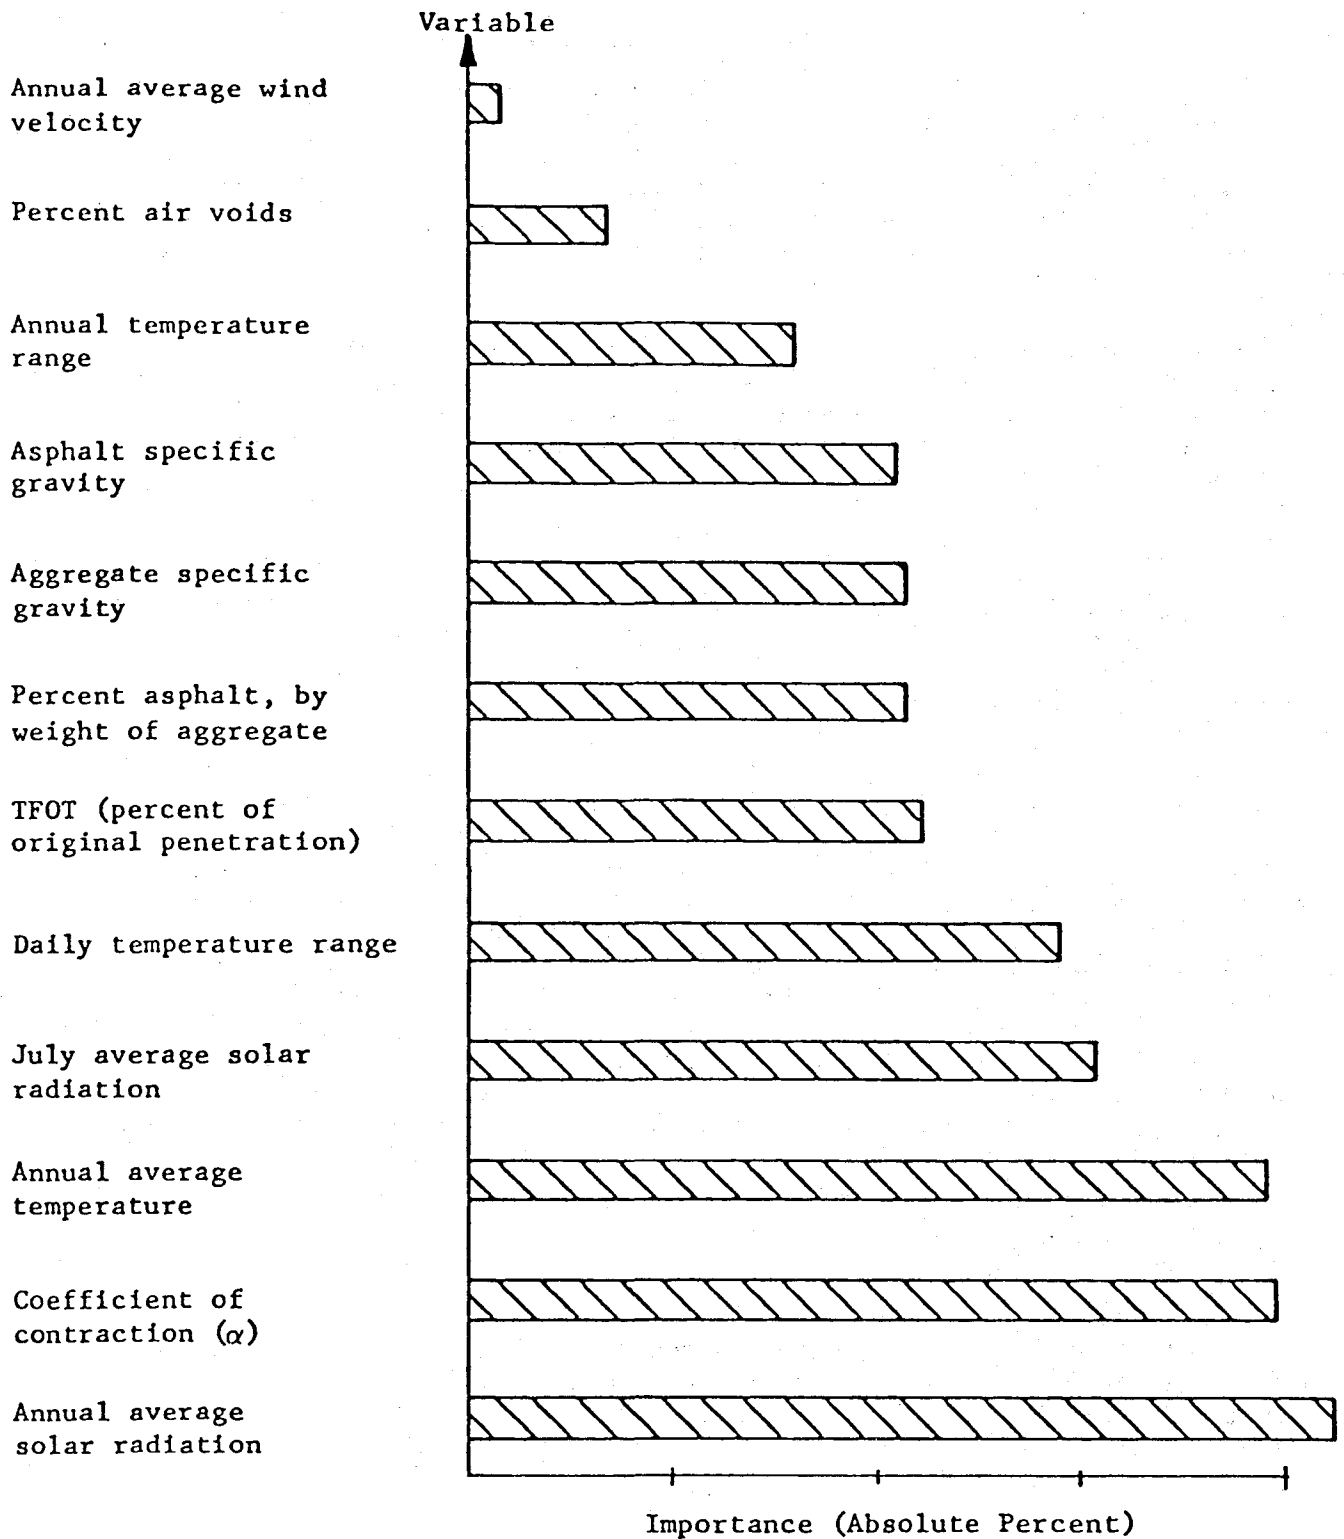 Variable
Annual average wind
velocity
Percent air voids
Annual temperature
range
Asphalt specific
gravity
Aggregate specific
gravity
Percent asphalt, by
weight of aggregate
TFOT (percent of
original penetration)
Daily temperature range
July average solar
radiation
Annual average
temperature
Coefficient of
contraction (α)
Annual average
solar radiation
Importance (Absolute Percent)